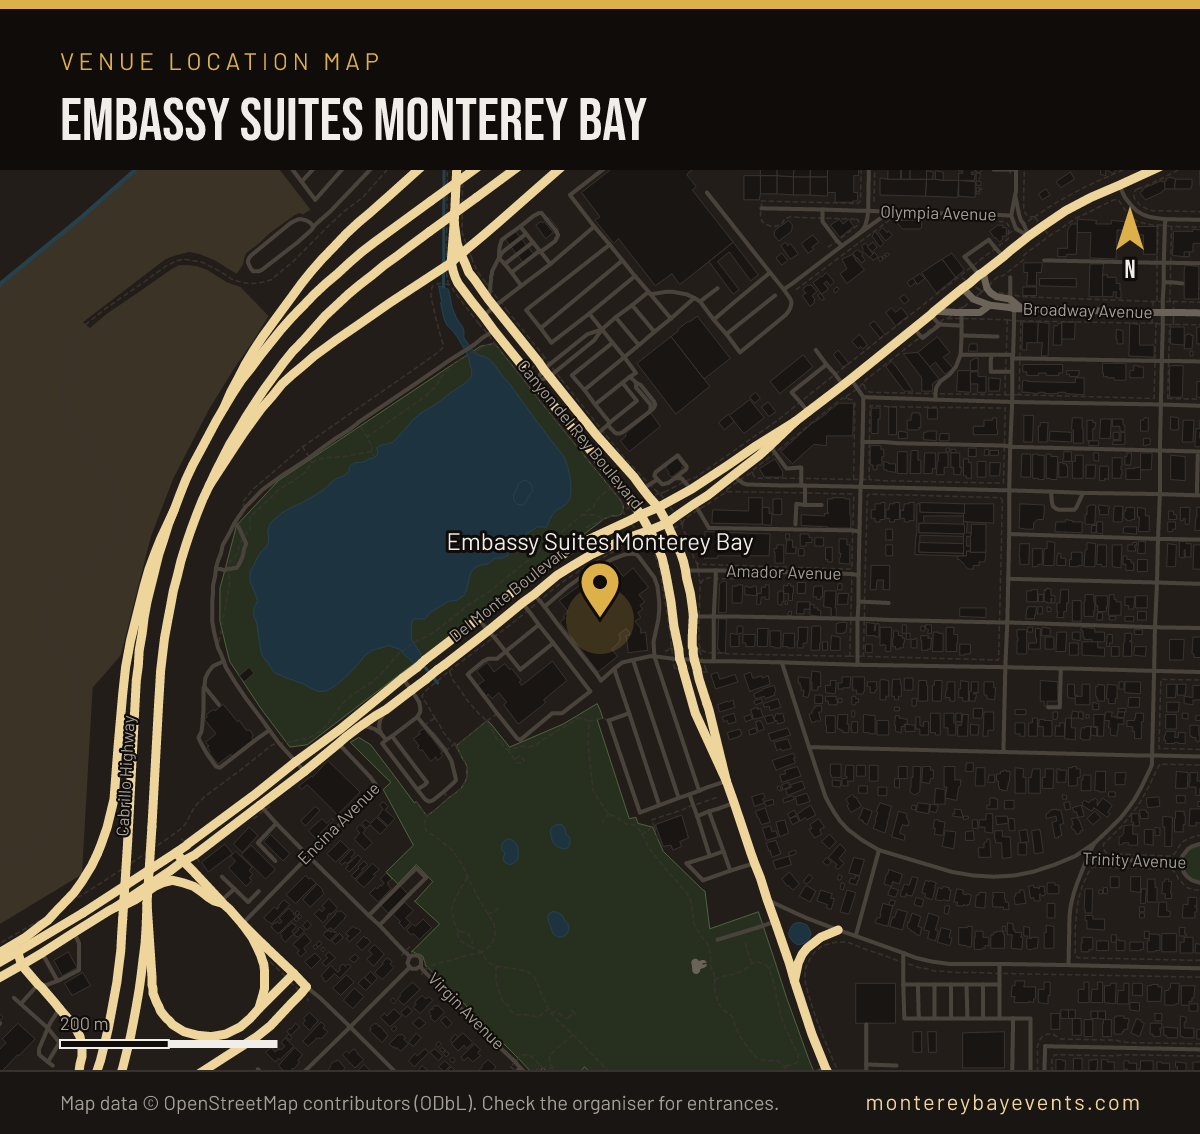 VENUE LOCATION MAP
EMBASSY SUITES MONTEREY BAY
Olympia Avenue
N
Broadway Avenue
Canyon del Rey Boulevard
Embassy Suites Monterey Bay
Del Monte Boulevard
Amador Avenue
Cabrillo Highway
Encina Avenue
Trinity Avenue
Virgin Avenue
200 m
Map data © OpenStreetMap contributors (ODbL). Check the organiser for entrances.
montereybayevents.com